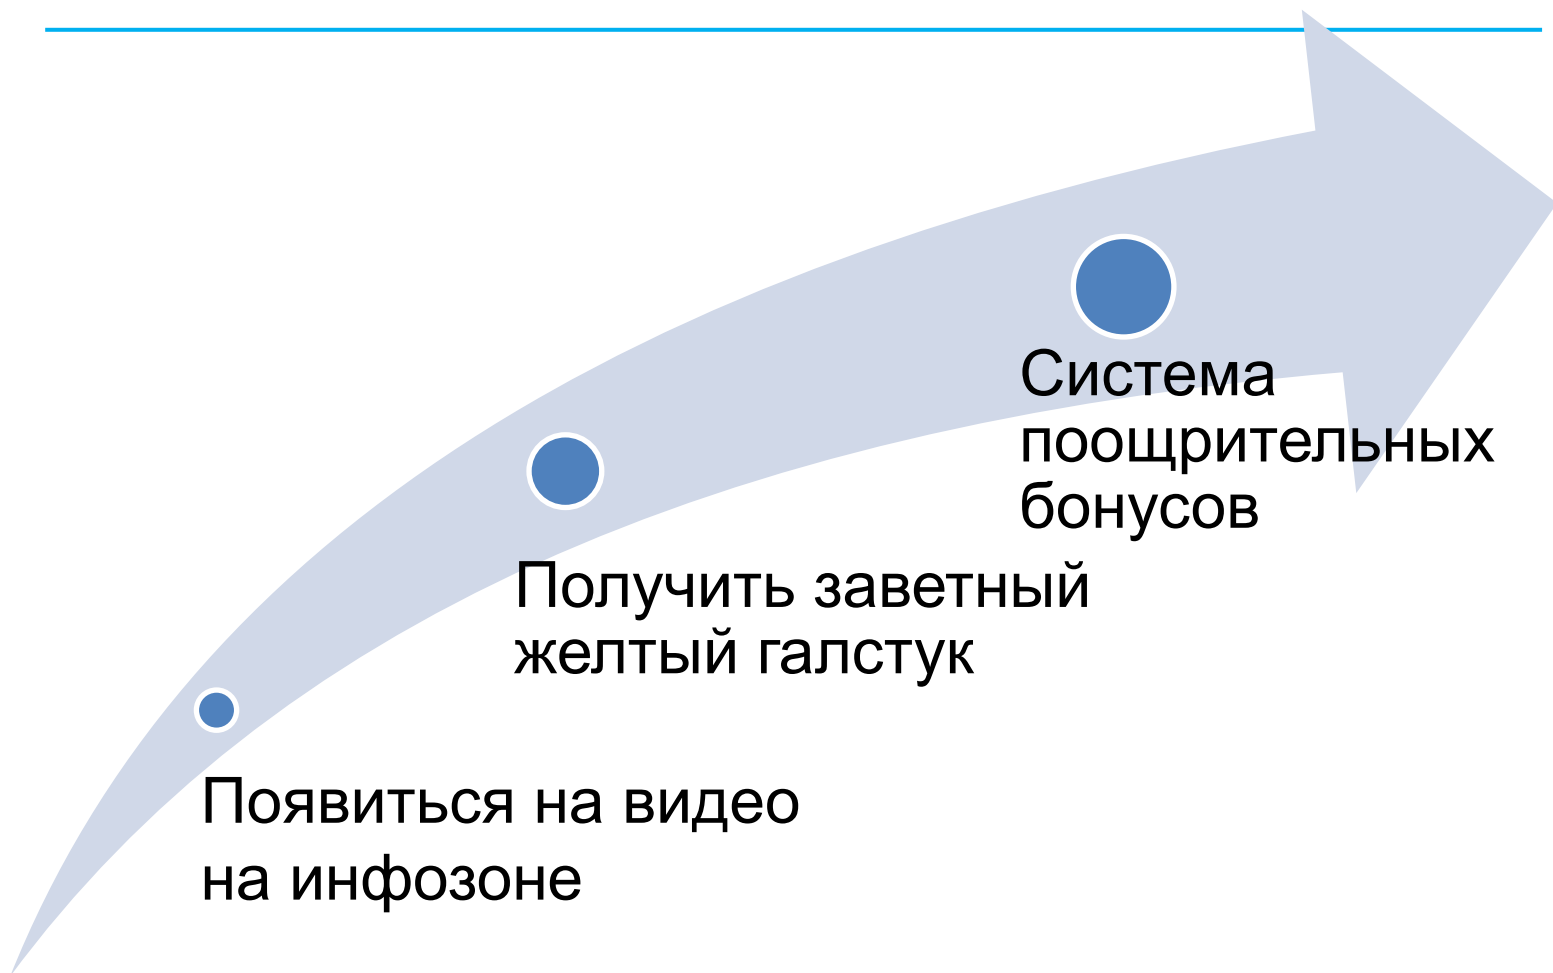 Система
поощрительных
бонусов
Получить заветный
желтый галстук
Появиться на видео
на инфозоне